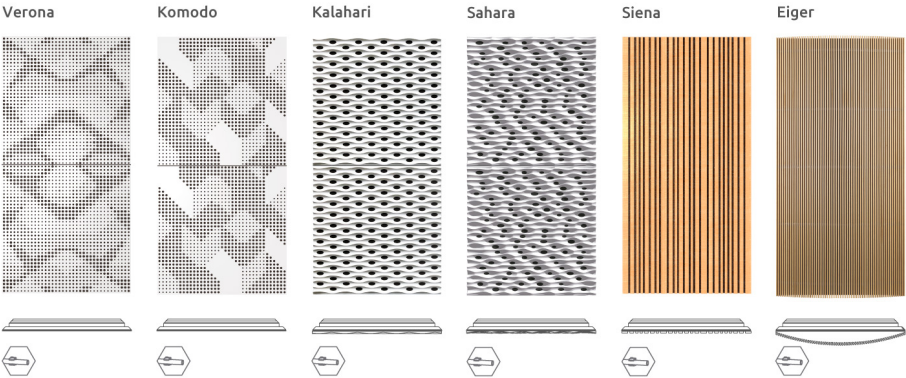 Verona
Komodo
Kalahari
Sahara
Siena
Eiger